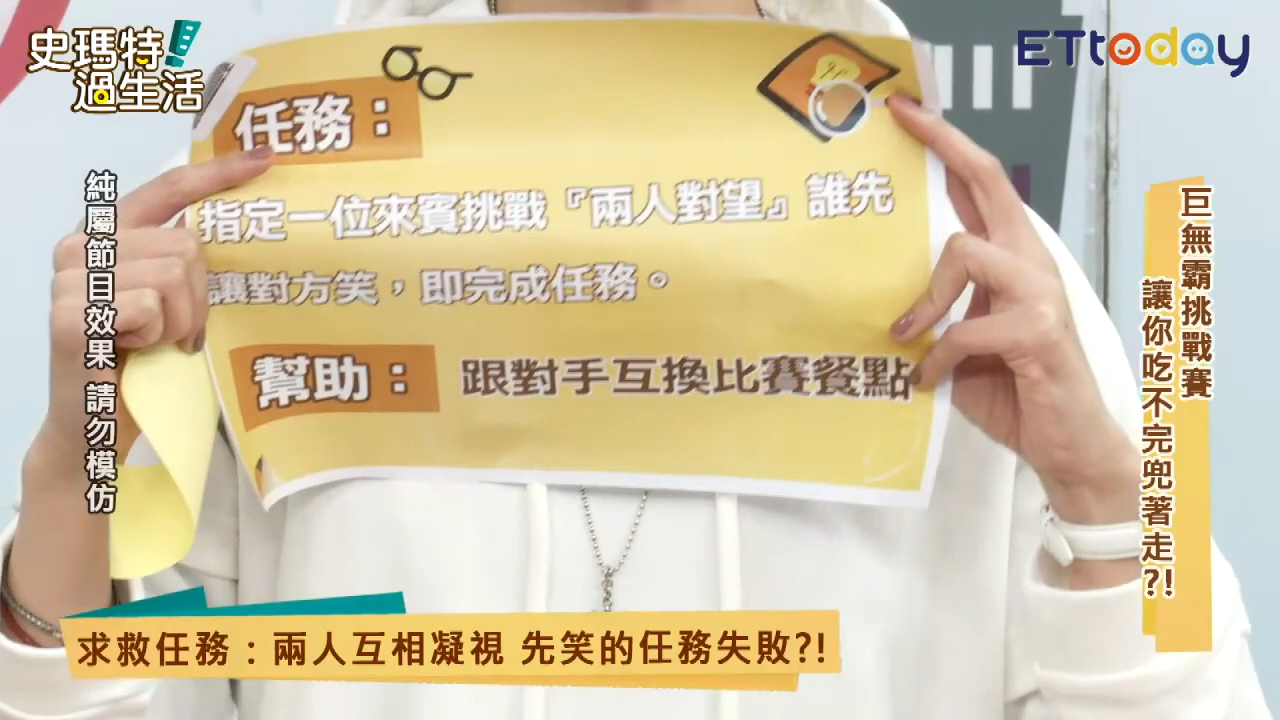 史瑪特!
過生活
ETtoday
任務：
指定一位來賓挑戰『兩人對望』誰先
讓對方笑，即完成任務。
幫助：跟對手互換比賽餐點
純屬節目效果 請勿模仿
巨無霸挑戰賽
讓你吃不完兜著走?!
求救任務：兩人互相凝視 先笑的任務失敗?!